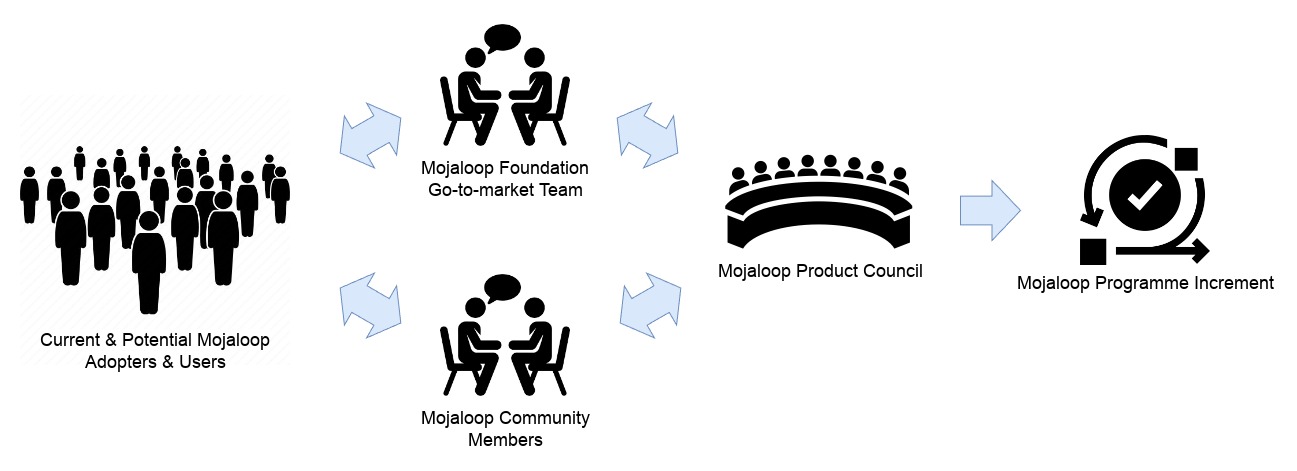 Mojaloop Foundation
Go-to-market Team
Mojaloop Product Council
Mojaloop Programme Increment
Current & Potential Mojaloop
Adopters & Users
Mojaloop Community
Members